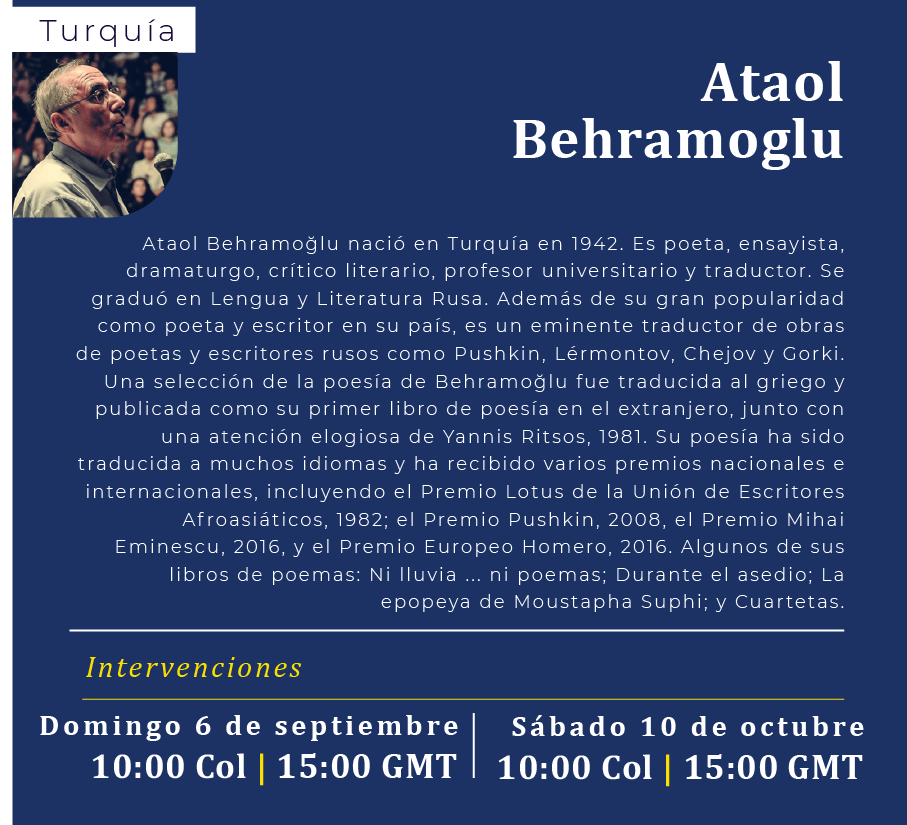 Turquía
Ataol
Behramoglu
Ataol Behramoğlu nació en Turquía en 1942. Es poeta, ensayista,
dramaturgo, crítico literario, profesor universitario y traductor. Se
graduó en Lengua y Literatura Rusa. Además de su gran popularidad
como poeta y escritor en su país, es un eminente traductor de obras
de poetas y escritores rusos como Pushkin, Lérmontov, Chejov y Gorki.
Una selección de la poesía de Behramoğlu fue traducida al griego y
publicada como su primer libro de poesía en el extranjero, junto con
una atención elogiosa de Yannis Ritsos, 1981. Su poesía ha sido
traducida a muchos idiomas y ha recibido varios premios nacionales e
internacionales, incluyendo el Premio Lotus de la Unión de Escritores
Afroasiáticos, 1982; el Premio Pushkin, 2008, el Premio Mihai
Eminescu, 2016, y el Premio Europeo Homero, 2016. Algunos de sus
libros de poemas: Ni lluvia ... ni poemas; Durante el asedio; La
epopeya de Moustapha Suphi; y Cuartetas.
Intervenciones
Domingo 6 de septiembre
10:00 Col | 15:00 GMT
Sábado 10 de octubre
10:00 Col | 15:00 GMT